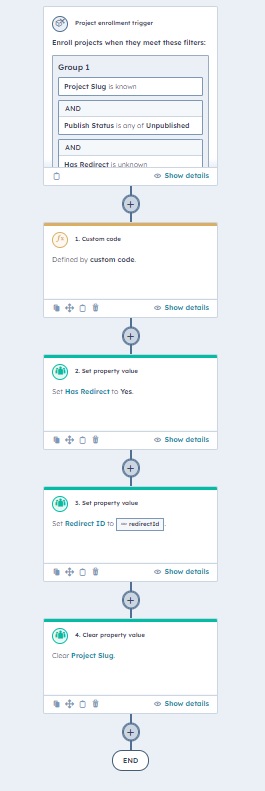 Project enrollment trigger
Enroll projects when they meet these filters:
Group 1
Project Slug is known
AND
Publish Status is any of Unpublished
AND
Has Redirect is unknown
Show details
1. Custom code
Defined by custom code.
Show details
2. Set property value
Set Has Redirect to Yes.
Show details
3. Set property value
Set Redirect ID to redirectId.
Show details
4. Clear property value
Clear Project Slug.
Show details
END